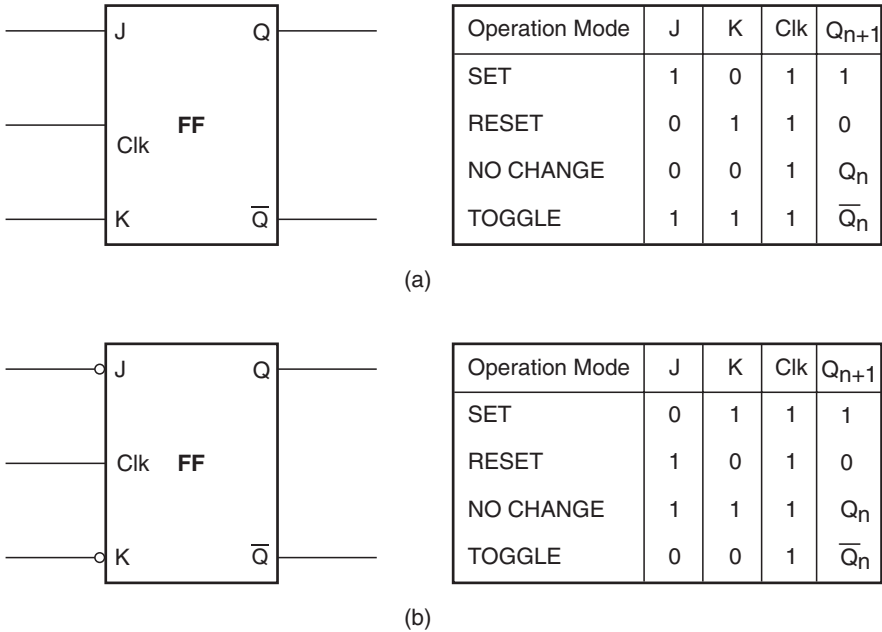 J Q
FF
Clk
K Q̅
Operation Mode J K Clk Qn+1
SET 1 0 1 1
RESET 0 1 1 0
NO CHANGE 0 0 1 Qn
TOGGLE 1 1 1 Q̅n
(a)
J Q
Clk FF
K Q̅
Operation Mode J K Clk Qn+1
SET 0 1 1 1
RESET 1 0 1 0
NO CHANGE 1 1 1 Qn
TOGGLE 0 0 1 Q̅n
(b)